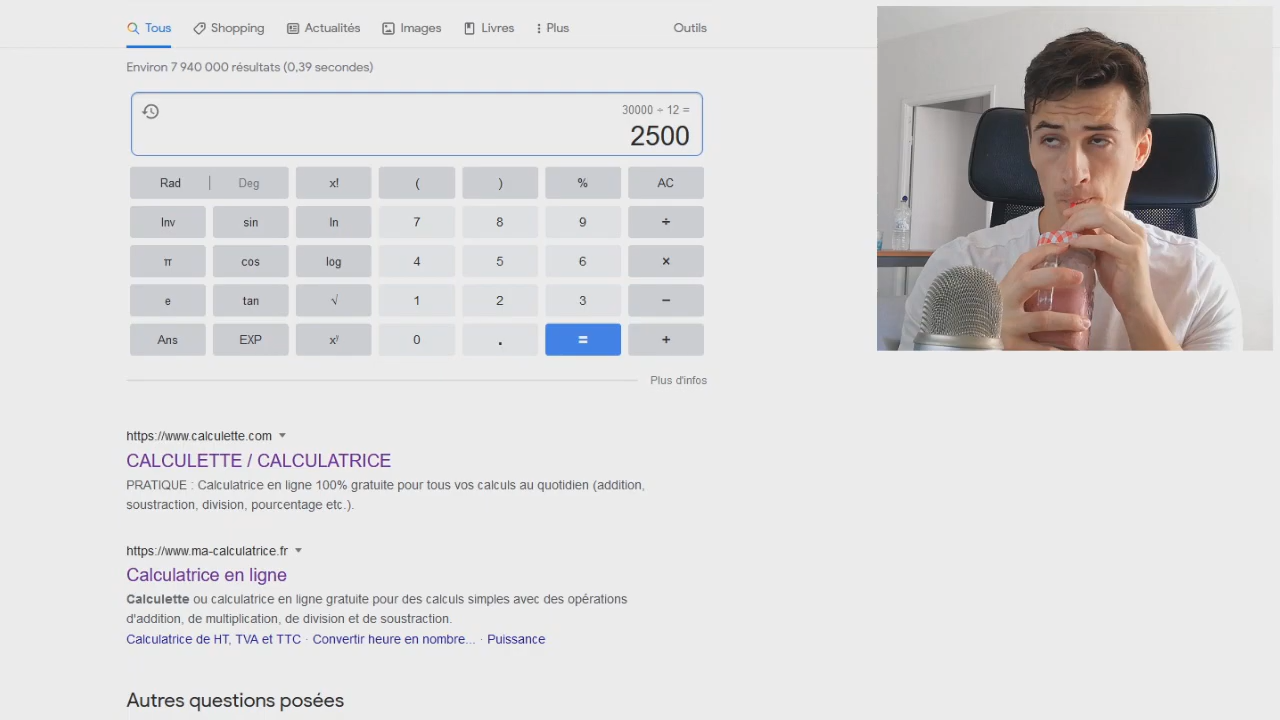 Tous Shopping Actualités Images Livres Plus Outils
Environ 7 940 000 résultats (0,39 secondes)
30000 ÷ 12 =
2500
Rad | Deg x! ( ) % AC
Inv sin ln 7 8 9 ÷
π cos log 4 5 6 ×
e tan √ 1 2 3 −
Ans EXP xʸ 0 . = +
Plus d'infos
https://www.calculette.com
CALCULETTE / CALCULATRICE
PRATIQUE : Calculatrice en ligne 100% gratuite pour tous vos calculs au quotidien (addition,
soustraction, division, pourcentage etc.).
https://www.ma-calculatrice.fr
Calculatrice en ligne
Calculette ou calculatrice en ligne gratuite pour des calculs simples avec des opérations
d'addition, de multiplication, de division et de soustraction.
Calculatrice de HT, TVA et TTC · Convertir heure en nombre... · Puissance
Autres questions posées